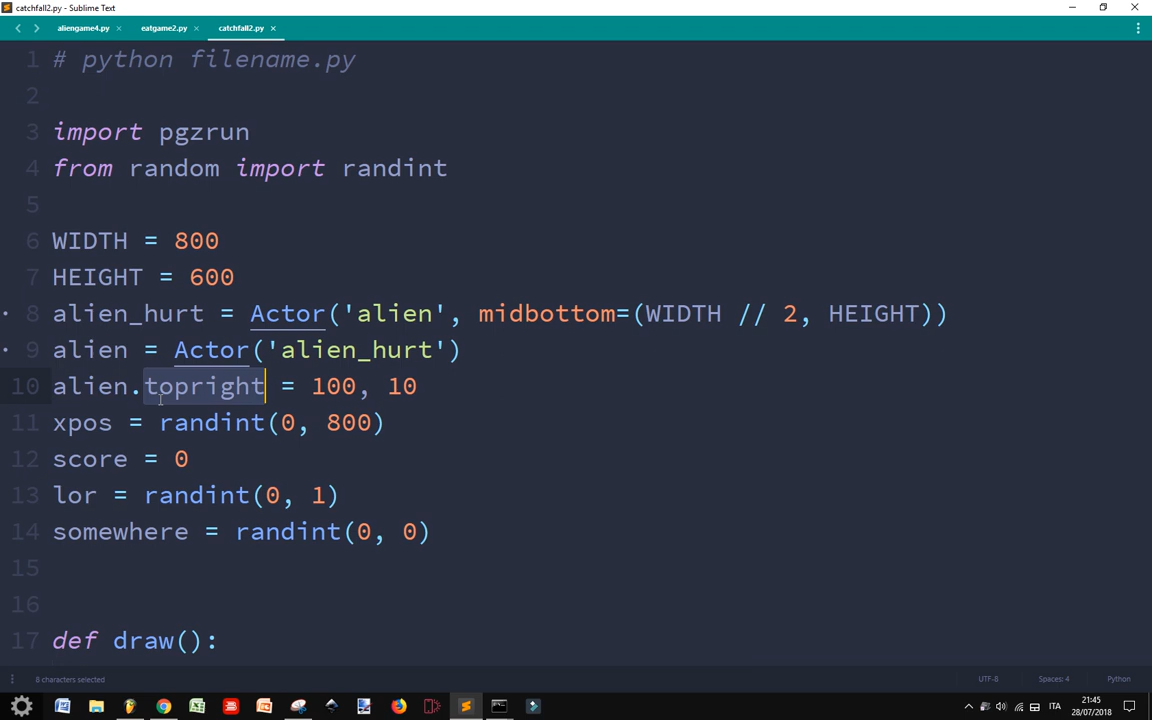 catchfall2.py - Sublime Text
aliengame4.py × eatgame2.py × catchfall2.py ×
1 # python filename.py
2
3 import pgzrun
4 from random import randint
5
6 WIDTH = 800
7 HEIGHT = 600
8 alien_hurt = Actor('alien', midbottom=(WIDTH // 2, HEIGHT))
9 alien = Actor('alien_hurt')
10 alien.topright = 100, 10
11 xpos = randint(0, 800)
12 score = 0
13 lor = randint(0, 1)
14 somewhere = randint(0, 0)
15
16
17 def draw():
8 characters selected UTF-8 Spaces: 4 Python
ITA 21:45
28/07/2018